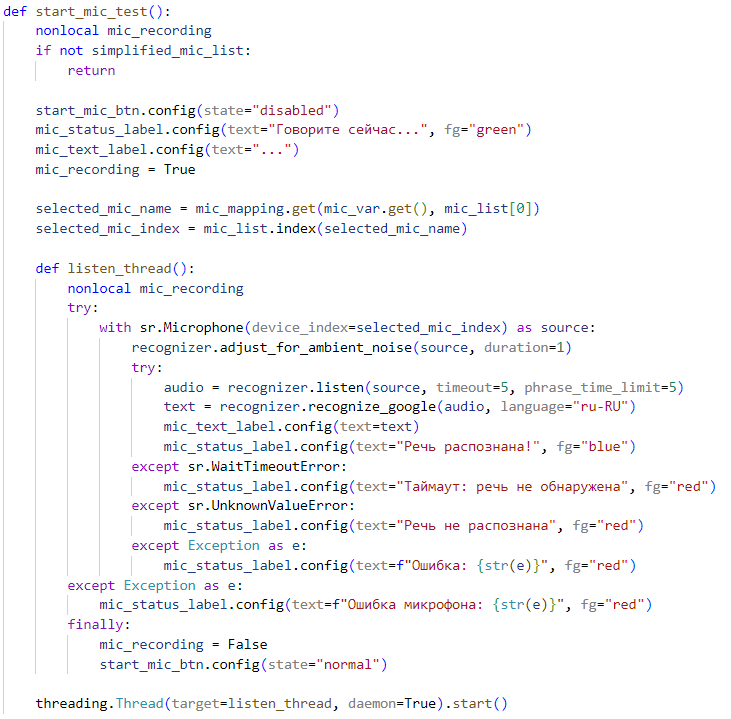 def start_mic_test():
    nonlocal mic_recording
    if not simplified_mic_list:
        return

    start_mic_btn.config(state="disabled")
    mic_status_label.config(text="Говорите сейчас...", fg="green")
    mic_text_label.config(text="...")
    mic_recording = True

    selected_mic_name = mic_mapping.get(mic_var.get(), mic_list[0])
    selected_mic_index = mic_list.index(selected_mic_name)

    def listen_thread():
        nonlocal mic_recording
        try:
            with sr.Microphone(device_index=selected_mic_index) as source:
                recognizer.adjust_for_ambient_noise(source, duration=1)
                try:
                    audio = recognizer.listen(source, timeout=5, phrase_time_limit=5)
                    text = recognizer.recognize_google(audio, language="ru-RU")
                    mic_text_label.config(text=text)
                    mic_status_label.config(text="Речь распознана!", fg="blue")
                except sr.WaitTimeoutError:
                    mic_status_label.config(text="Таймаут: речь не обнаружена", fg="red")
                except sr.UnknownValueError:
                    mic_status_label.config(text="Речь не распознана", fg="red")
                except Exception as e:
                    mic_status_label.config(text=f"Ошибка: {str(e)}", fg="red")
        except Exception as e:
            mic_status_label.config(text=f"Ошибка микрофона: {str(e)}", fg="red")
        finally:
            mic_recording = False
            start_mic_btn.config(state="normal")

    threading.Thread(target=listen_thread, daemon=True).start()